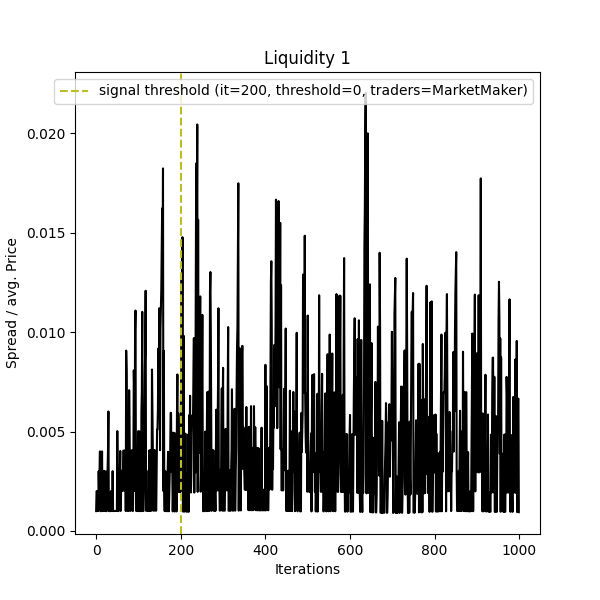 Liquidity 1
signal threshold (it=200, threshold=0, traders=MarketMaker)
0.020
0.015
0.010
0.005
0.000
Spread / avg. Price
0 200 400 600 800 1000
Iterations